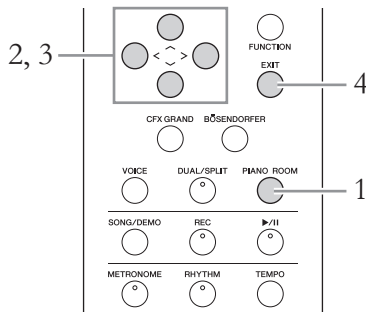 2, 3
< >
FUNCTION
EXIT
4
CFX GRAND BÖSENDORFER
VOICE DUAL/SPLIT PIANO ROOM
1
SONG/DEMO REC ►/II
METRONOME RHYTHM TEMPO